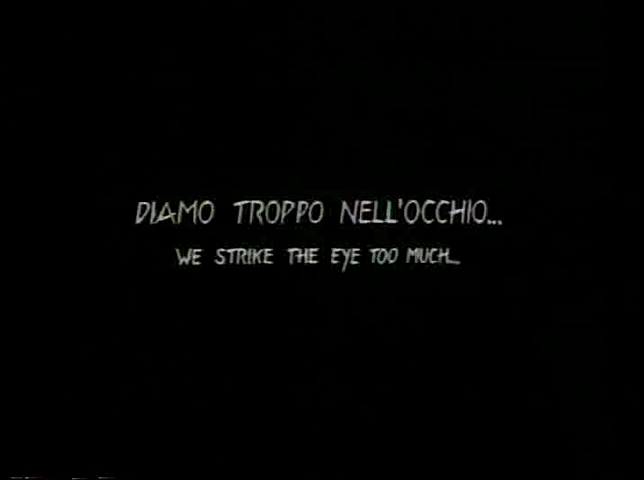 DIAMO TROPPO NELL'OCCHIO...
WE STRIKE THE EYE TOO MUCH...